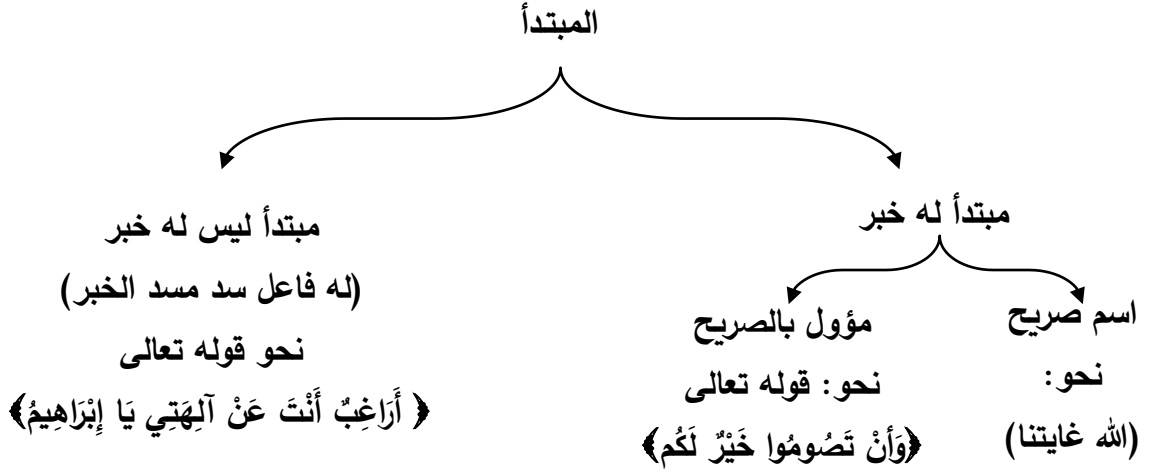 المبتدأ
مبتدأ له خبر
اسم صريح
نحو:
(الله غايتنا)
مؤول بالصريح
نحو: قوله تعالى
﴿وَأنْ تَصُومُوا خَيْرٌ لَكُم﴾
مبتدأ ليس له خبر
(له فاعل سد مسد الخبر)
نحو قوله تعالى
﴿ أَرَاغِبٌ أَنْتَ عَنْ آلِهَتِي يَا إِبْرَاهِيمُ﴾